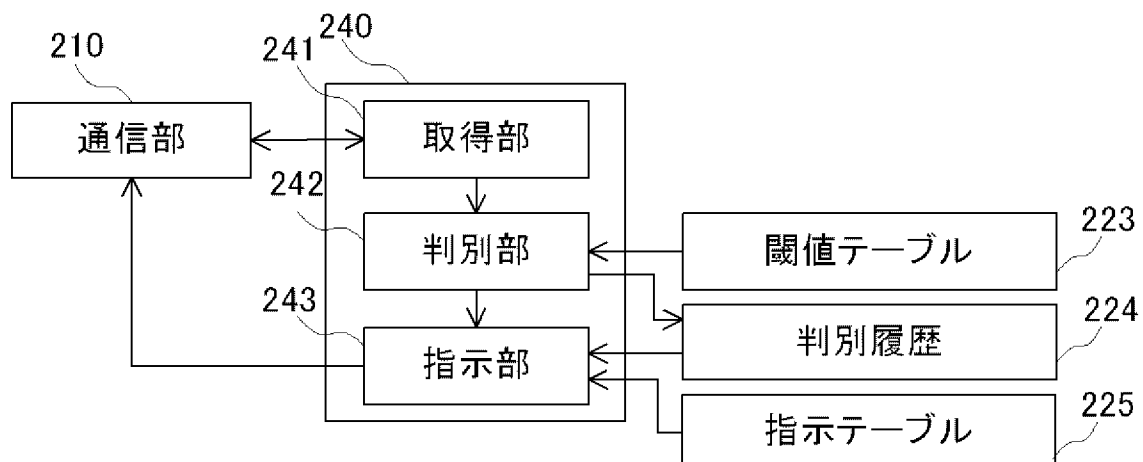 210
通信部
240
241
取得部
242
判別部
243
指示部
閾値テーブル
223
判別履歴
224
指示テーブル
225